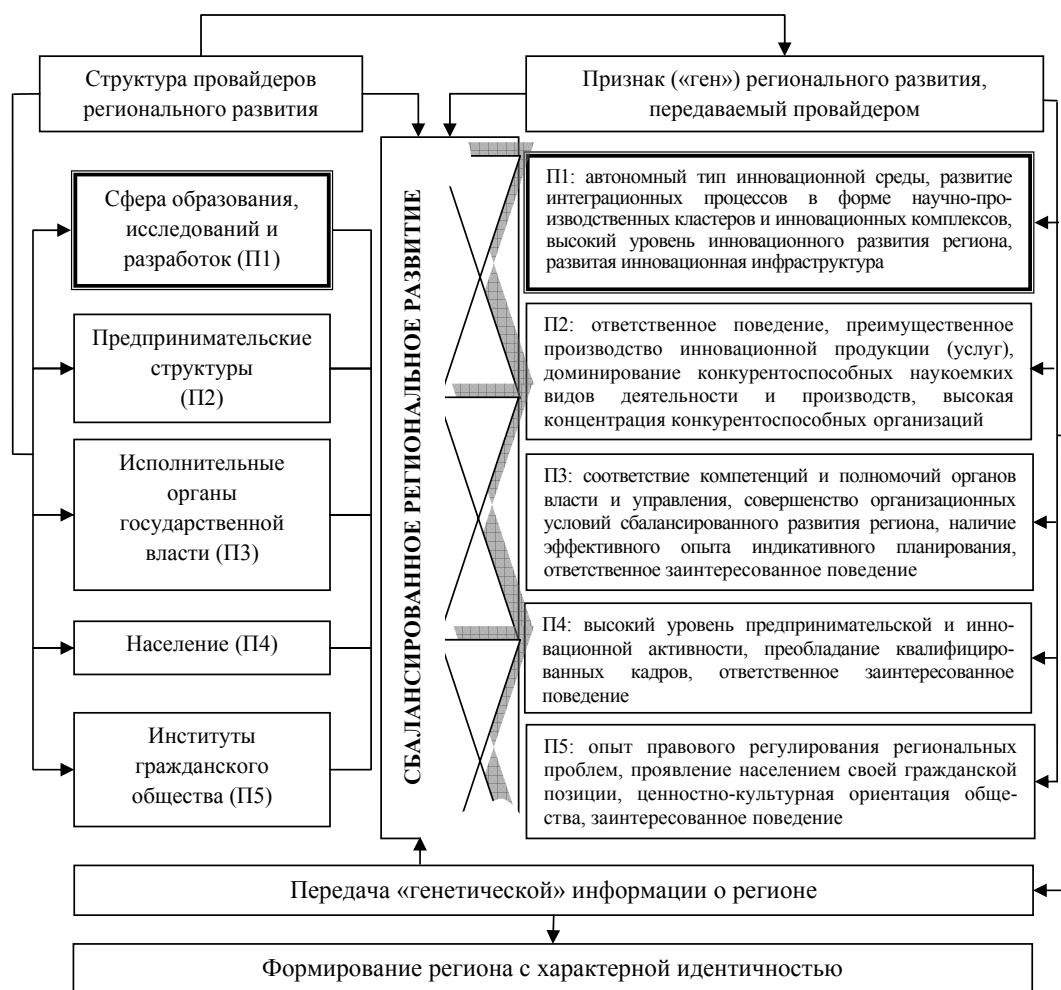 Структура провайдеров
регионального развития
Признак («ген») регионального развития,
передаваемый провайдером
Сфера образования,
исследований и
разработок (П1)
Предпринимательские
структуры
(П2)
Исполнительные
органы
государственной
власти (П3)
Население (П4)
Институты
гражданского
общества (П5)
СБАЛАНСИРОВАННОЕ РЕГИОНАЛЬНОЕ РАЗВИТИЕ
П1: автономный тип инновационной среды, развитие
интеграционных процессов в форме научно-про-
изводственных кластеров и инновационных комплексов,
высокий уровень инновационного развития региона,
развитая инновационная инфраструктура
П2: ответственное поведение, преимущественное
производство инновационной продукции (услуг),
доминирование конкурентоспособных наукоемких
видов деятельности и производств, высокая
концентрация конкурентоспособных организаций
П3: соответствие компетенций и полномочий органов
власти и управления, совершенство организационных
условий сбалансированного развития региона, наличие
эффективного опыта индикативного планирования,
ответственное заинтересованное поведение
П4: высокий уровень предпринимательской и инно-
вационной активности, преобладание квалифициро-
ванных кадров, ответственное заинтересованное
поведение
П5: опыт правового регулирования региональных
проблем, проявление населением своей гражданской
позиции, ценностно-культурная ориентация обще-
ства, заинтересованное поведение
Передача «генетической» информации о регионе
Формирование региона с характерной идентичностью